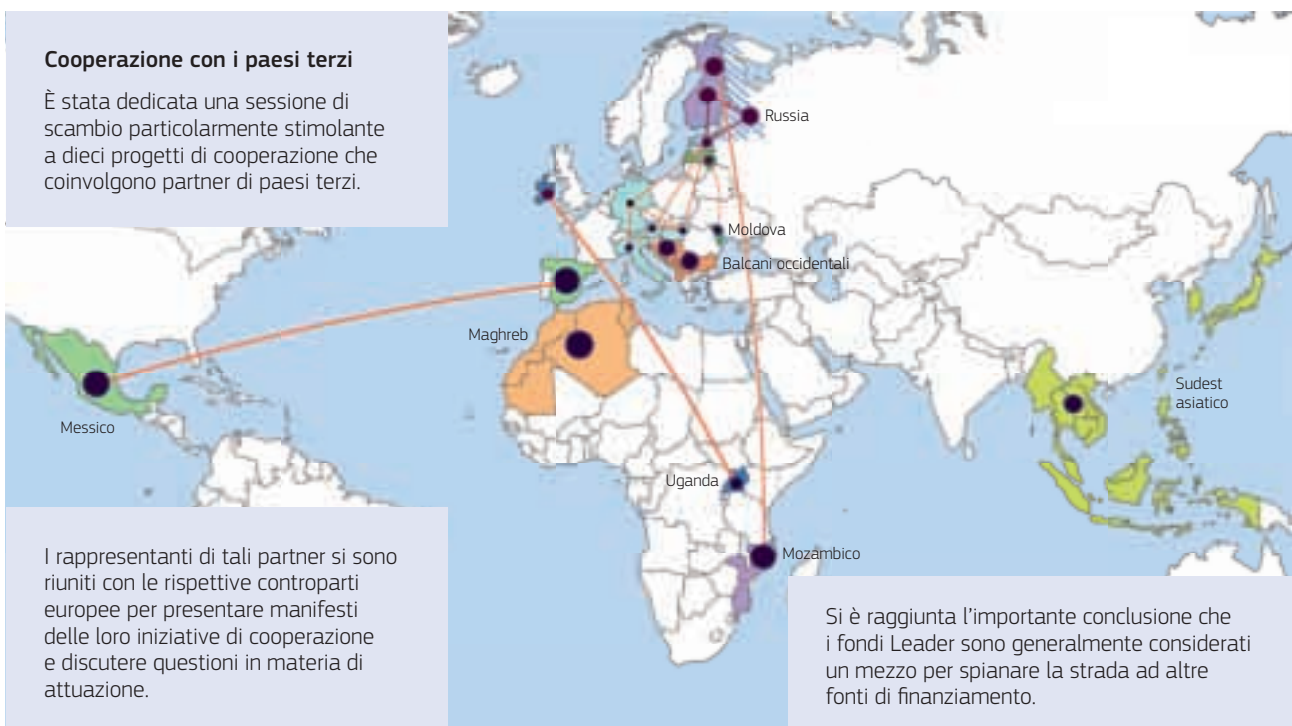 Cooperazione con i paesi terzi
È stata dedicata una sessione di
scambio particolarmente stimolante
a dieci progetti di cooperazione che
coinvolgono partner di paesi terzi.
Russia
Moldova
Balcani occidentali
Maghreb
Messico
Sudest
asiatico
Uganda
Mozambico
I rappresentanti di tali partner si sono
riuniti con le rispettive controparti
europee per presentare manifesti
delle loro iniziative di cooperazione
e discutere questioni in materia di
attuazione.
Si è raggiunta l'importante conclusione che
i fondi Leader sono generalmente considerati
un mezzo per spianare la strada ad altre
fonti di finanziamento.